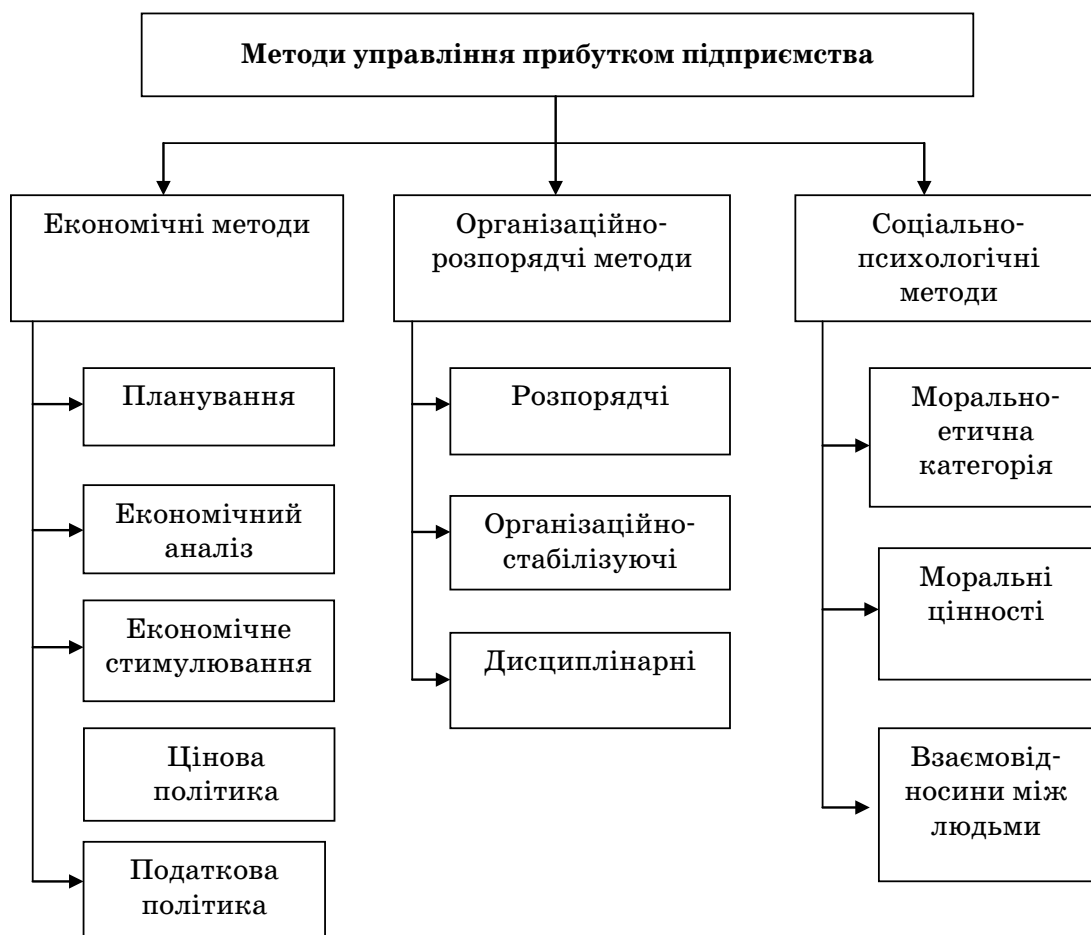 Методи управління прибутком підприємства
Економічні методи
Організаційно-
розпорядчі методи
Соціально-
психологічні
методи
Планування
Економічний
аналіз
Економічне
стимулювання
Цінова
політика
Податкова
політика
Розпорядчі
Організаційно-
стабілізуючі
Дисциплінарні
Морально-
етична
категорія
Моральні
цінності
Взаємовід-
носини між
людьми